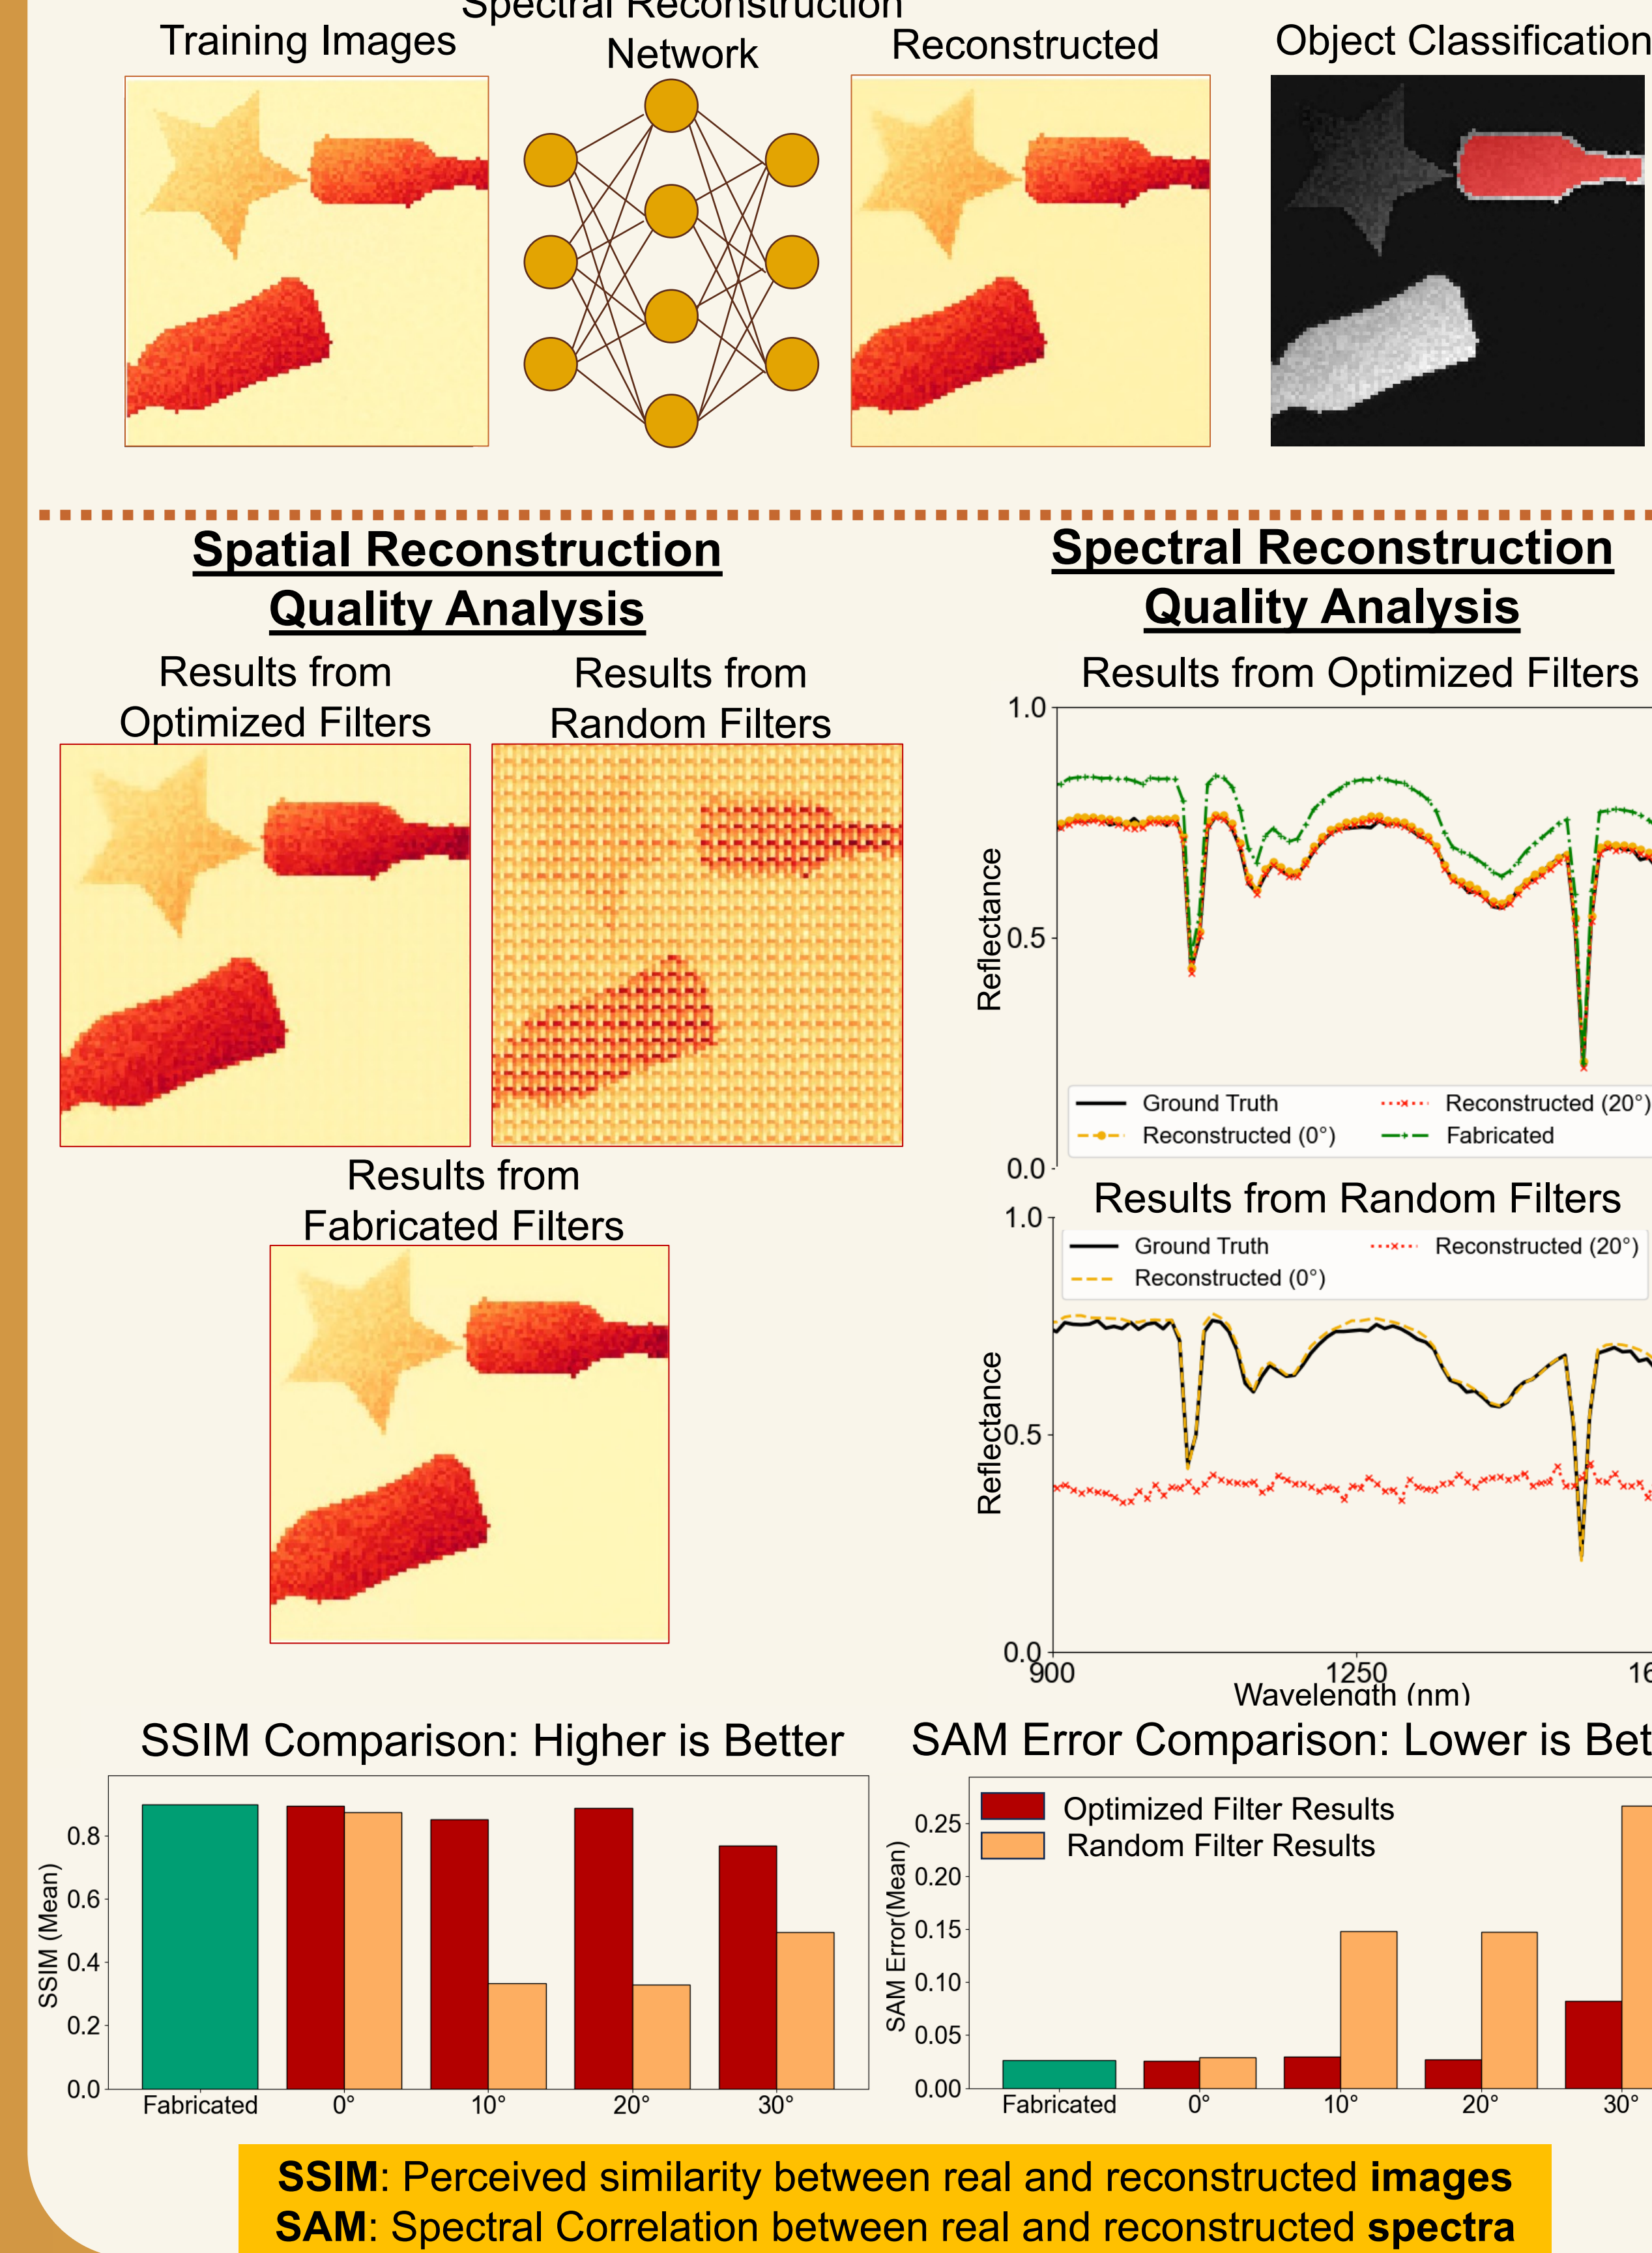 Spectral Reconstruction
Network
Training Images
Reconstructed
Object Classification
Spatial Reconstruction
Quality Analysis
Results from
Optimized Filters
Results from
Random Filters
Results from
Fabricated Filters
Spectral Reconstruction
Quality Analysis
Results from Optimized Filters
1.0
0.5
0.0
Reflectance
Ground Truth
Reconstructed (0°)
Reconstructed (20°)
Fabricated
Results from Random Filters
1.0
0.5
0.0
Reflectance
Ground Truth
Reconstructed (0°)
Reconstructed (20°)
900
1250
Wavelength (nm)
SSIM Comparison: Higher is Better
SSIM (Mean)
0.8
0.6
0.4
0.2
0.0
Fabricated
0°
10°
20°
30°
SAM Error Comparison: Lower is
SAM Error(Mean)
Optimized Filter Results
Random Filter Results
0.25
0.20
0.15
0.10
0.05
0.00
Fabricated
0°
10°
20°
30°
SSIM: Perceived similarity between real and reconstructed images
SAM: Spectral Correlation between real and reconstructed spectra